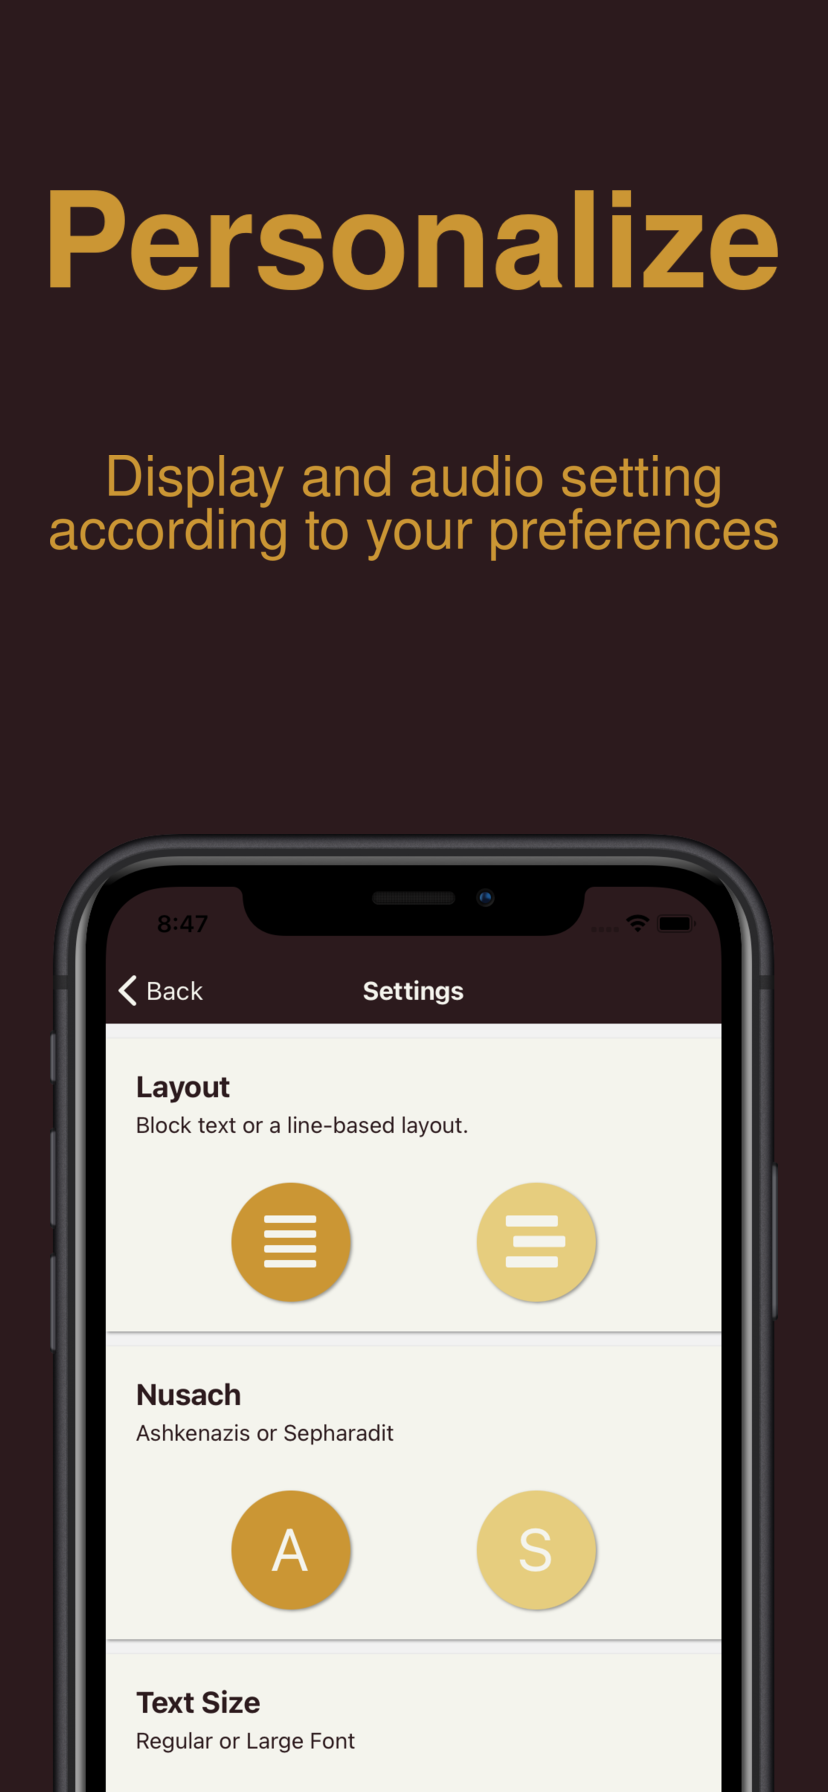 Personalize
Display and audio setting
according to your preferences
8:47
Back
Settings
Layout
Block text or a line-based layout.
Nusach
Ashkenazis or Sepharadit
A
S
Text Size
Regular or Large Font